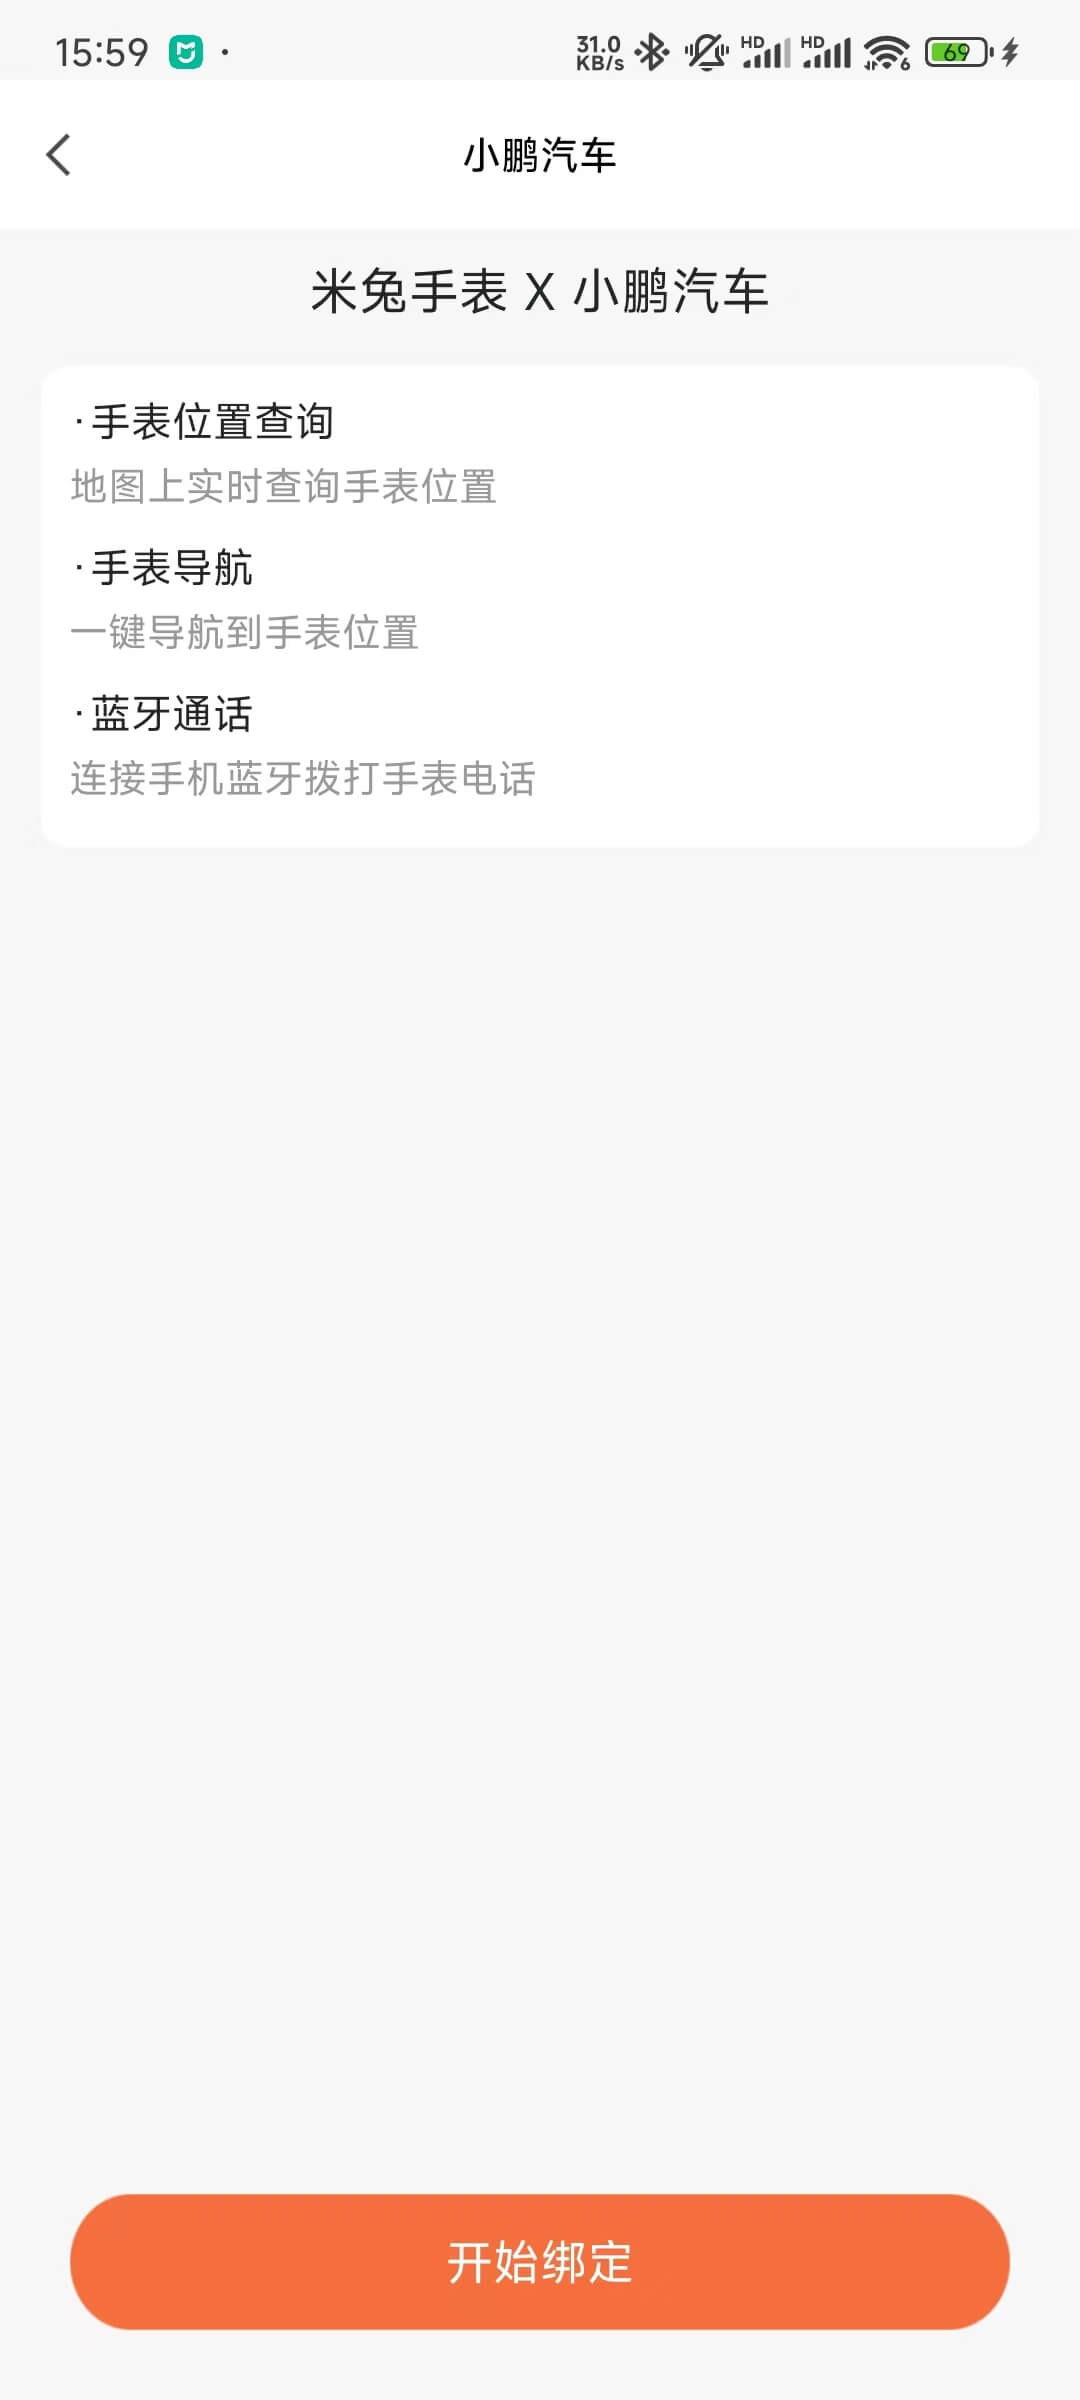 15:59
31.0
KB/s
HD
HD
6
69
小鹏汽车
米兔手表 X 小鹏汽车
·手表位置查询
地图上实时查询手表位置
·手表导航
一键导航到手表位置
·蓝牙通话
连接手机蓝牙拨打手表电话
开始绑定